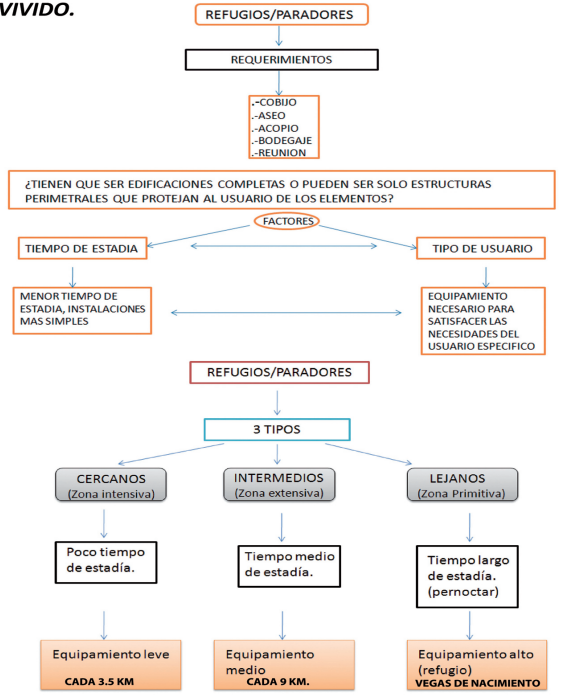 VIVIDO.
REFUGIOS/PARADORES
REQUERIMIENTOS
.-COBIJO
.-ASEO
.-ACOPIO
.-BODEGAJE
.-REUNION
¿TIENEN QUE SER EDIFICACIONES COMPLETAS O PUEDEN SER SOLO ESTRUCTURAS
PERIMETRALES QUE PROTEJAN AL USUARIO DE LOS ELEMENTOS?
FACTORES
TIEMPO DE ESTADIA
TIPO DE USUARIO
MENOR TIEMPO DE
ESTADIA, INSTALACIONES
MAS SIMPLES
EQUIPAMIENTO
NECESARIO PARA
SATISFACER LAS
NECESIDADES DEL
USUARIO ESPECIFICO
REFUGIOS/PARADORES
3 TIPOS
CERCANOS
(Zona intensiva)
INTERMEDIOS
(Zona extensiva)
LEJANOS
(Zona Primitiva)
Poco tiempo
de estadía.
Tiempo medio
de estadía.
Tiempo largo
de estadía.
(pernoctar)
Equipamiento leve
CADA 3.5 KM
Equipamiento
medio
CADA 9 KM.
Equipamiento alto
(refugio)
VEGAS DE NACIMIENTO